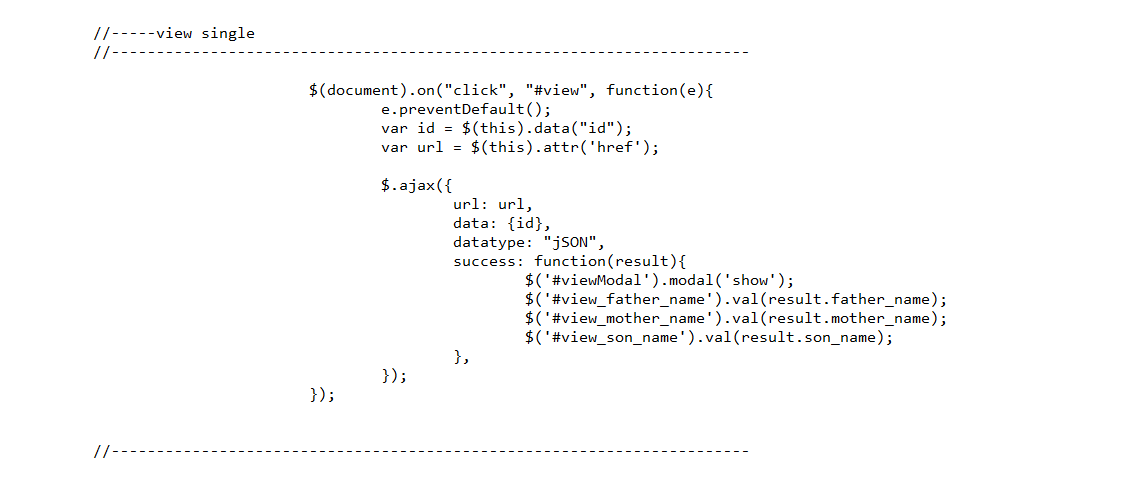 //-----view single
//-----------------------------------------------------------------------
$(document).on("click", "#view", function(e){
e.preventDefault();
var id = $(this).data("id");
var url = $(this).attr('href');
$.ajax({
url: url,
data: {id},
datatype: "jSON",
success: function(result){
$('#viewModal').modal('show');
$('#view_father_name').val(result.father_name);
$('#view_mother_name').val(result.mother_name);
$('#view_son_name').val(result.son_name);
},
});
});
//-----------------------------------------------------------------------